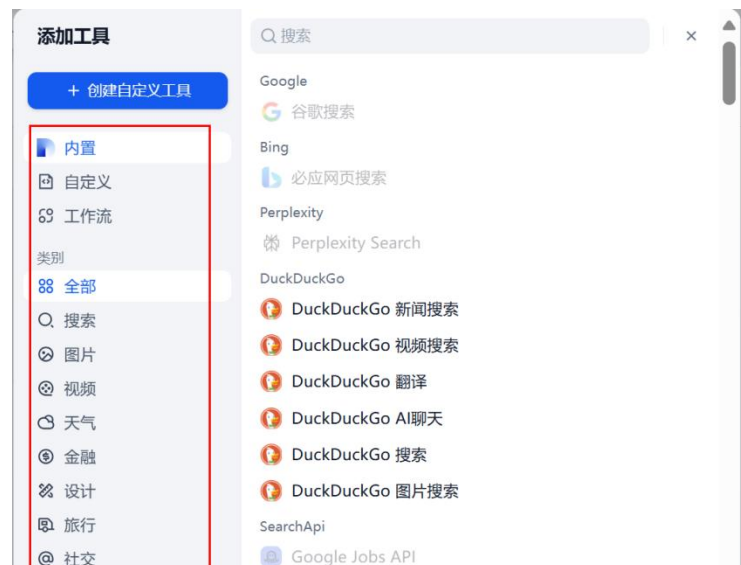 添加工具
+ 创建自定义工具
内置
自定义
工作流
类别
全部
搜索
图片
视频
天气
金融
设计
旅行
社交
搜索
Google
谷歌搜索
Bing
必应网页搜索
Perplexity
Perplexity Search
DuckDuckGo
DuckDuckGo 新闻搜索
DuckDuckGo 视频搜索
DuckDuckGo 翻译
DuckDuckGo AI聊天
DuckDuckGo 搜索
DuckDuckGo 图片搜索
SearchApi
Google Jobs API